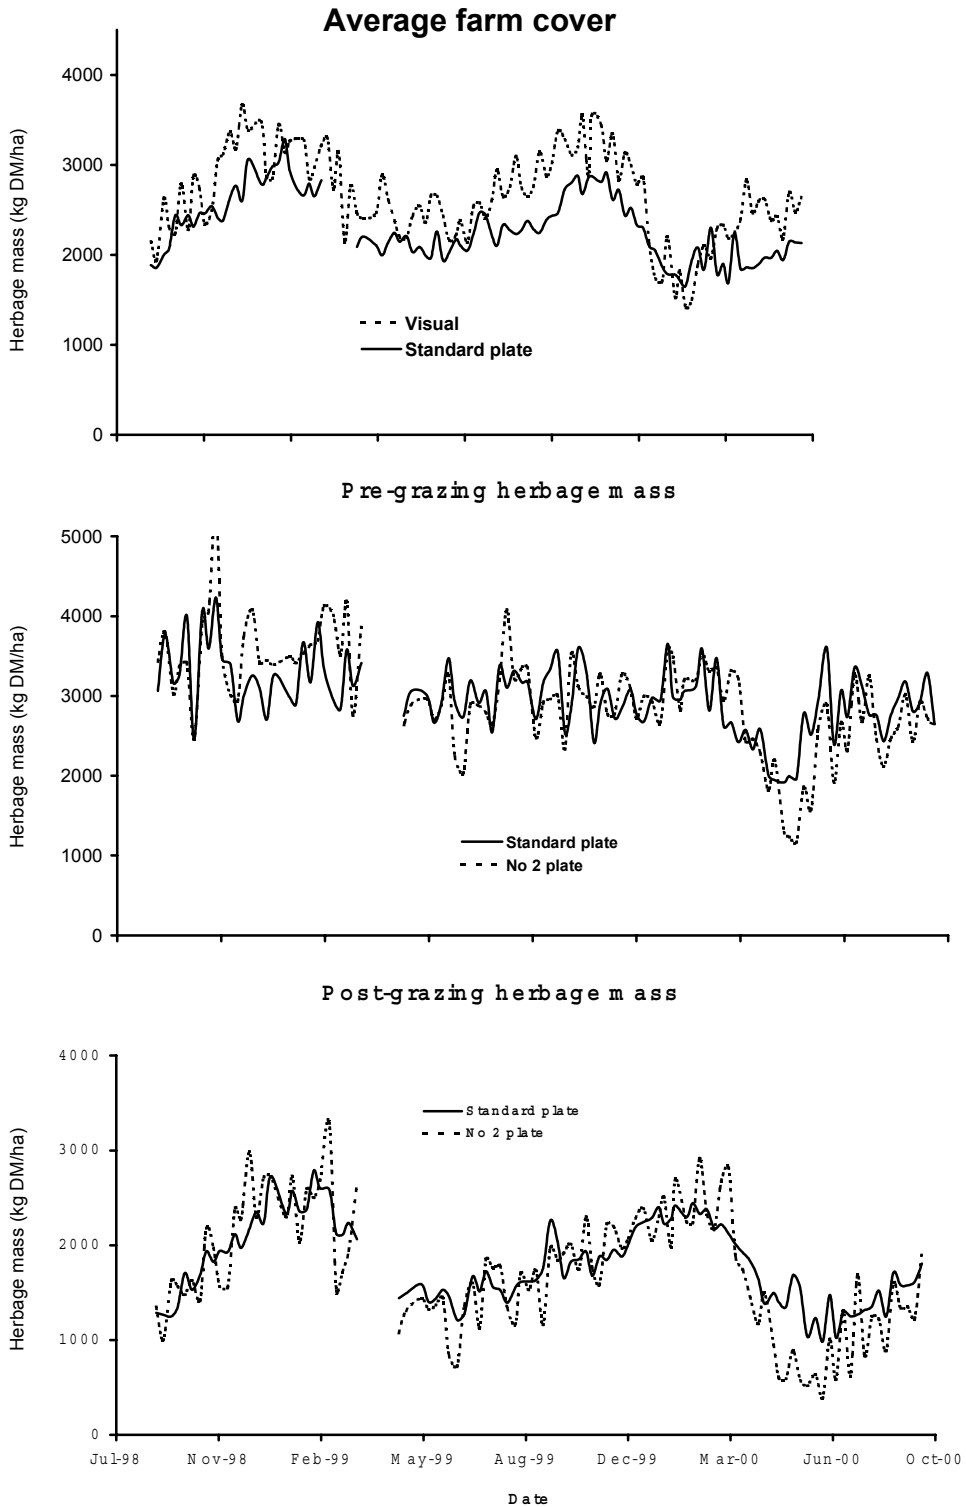 Average farm cover
4000
3000
2000
1000
0
Herbage mass (kg DM/ha)
Visual
Standard plate
Pre-grazing herbage mass
5000
4000
3000
2000
1000
0
Herbage mass (kg DM/ha)
Standard plate
No 2 plate
Post-grazing herbage mass
4000
3000
2000
1000
0
Herbage mass (kg DM/ha)
Standard plate
No 2 plate
Jul-98 Nov-98 Feb-99 May-99 Aug-99 Dec-99 Mar-00 Jun-00 Oct-00
Date